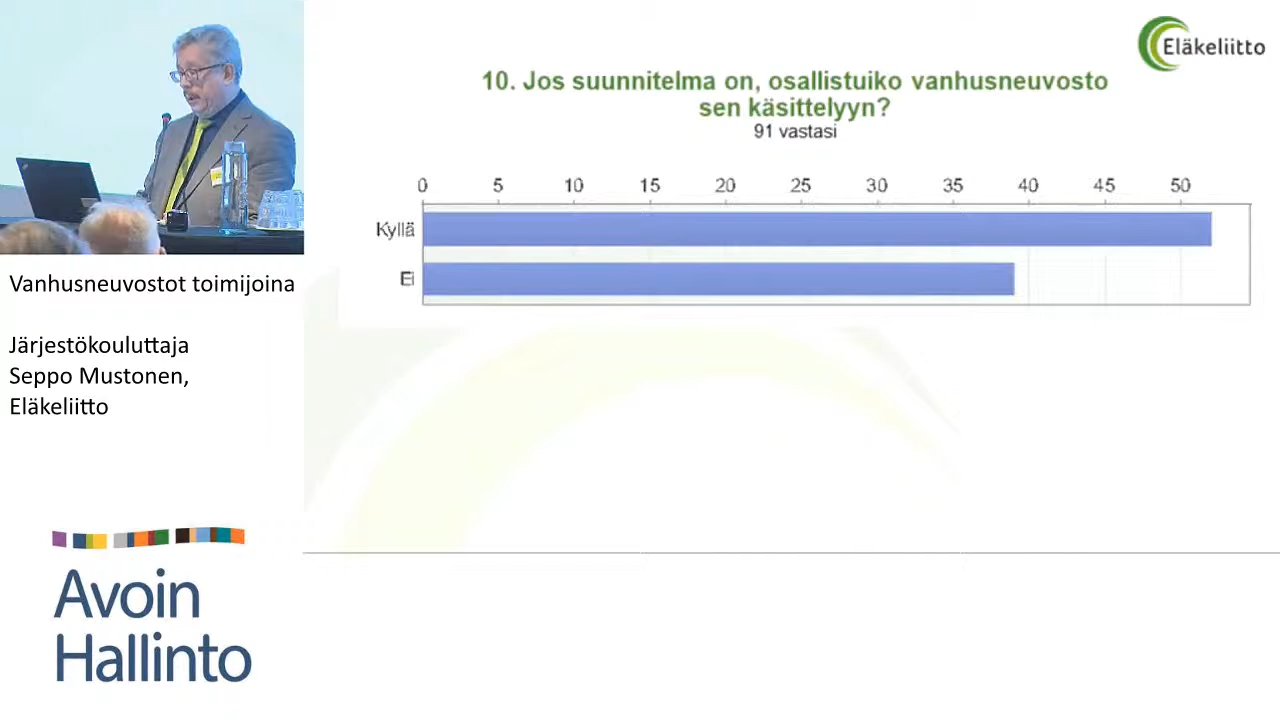 Eläkeliitto
10. Jos suunnitelma on, osallistuiko vanhusneuvosto
sen käsittelyyn?
91 vastasi
0 5 10 15 20 25 30 35 40 45 50
Kyllä
Ei
Vanhusneuvostot toimijoina
Järjestökouluttaja
Seppo Mustonen,
Eläkeliitto
Avoin
Hallinto